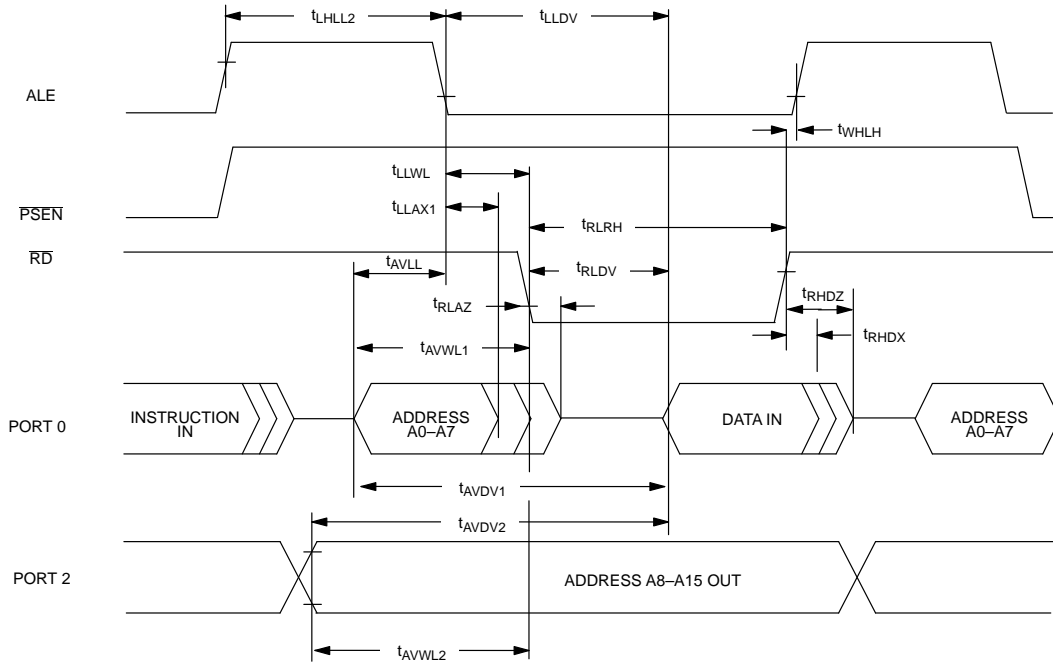 tLHLL2
tLLDV
ALE
tWHLH
tLLWL
PSEN
tLLAX1
tRLRH
RD
tAVLL
tRLDV
tRLAZ
tRHDZ
tRHDX
tAVWL1
PORT 0
INSTRUCTION
IN
ADDRESS
A0–A7
DATA IN
ADDRESS
A0–A7
tAVDV1
tAVDV2
PORT 2
ADDRESS A8–A15 OUT
tAVWL2